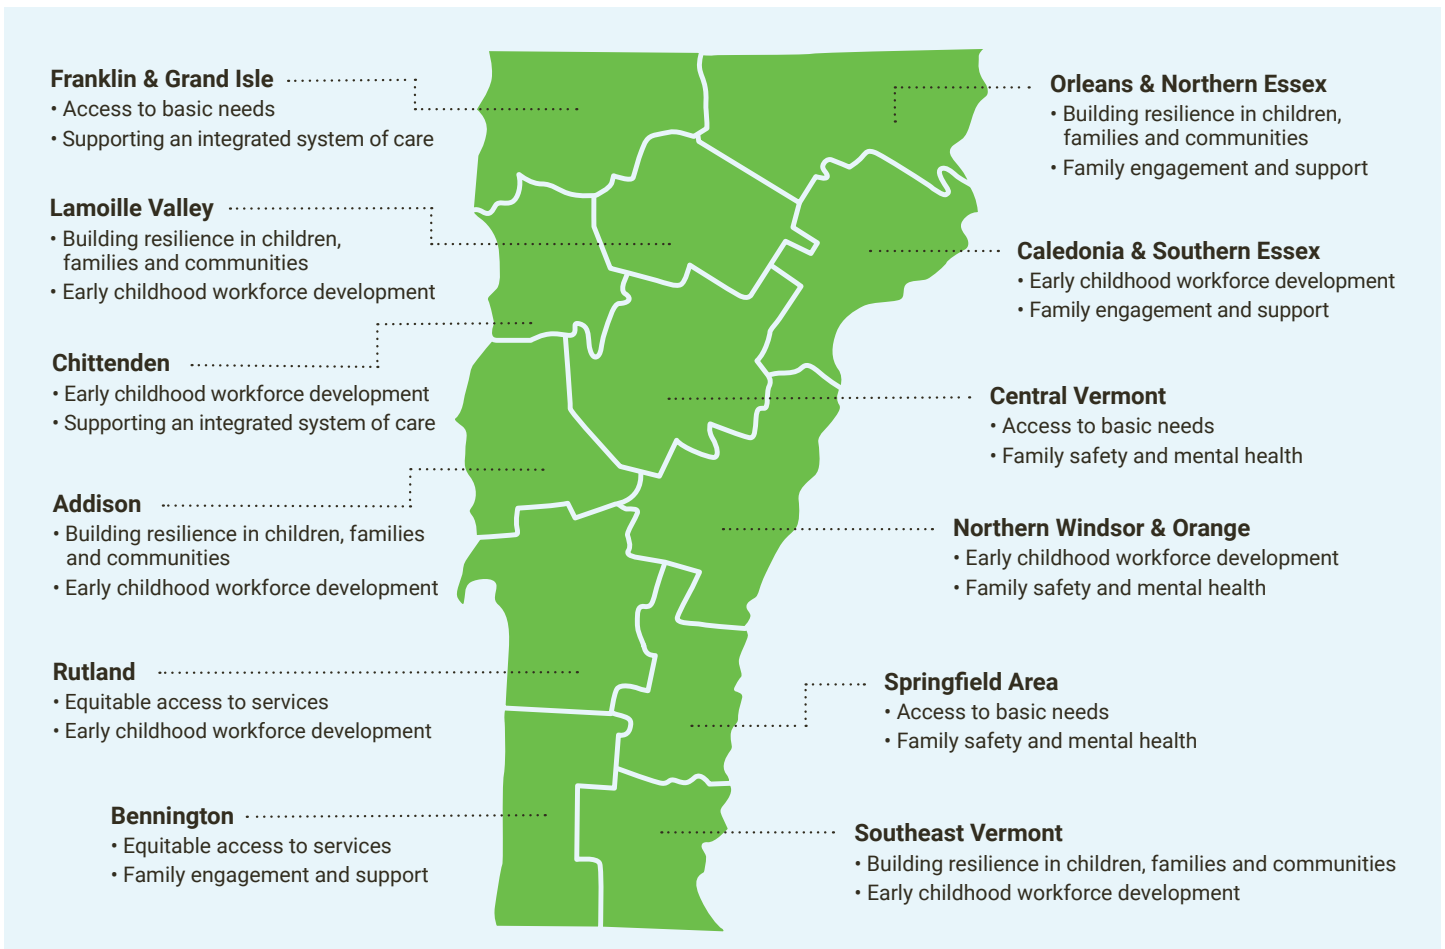 Franklin & Grand Isle
• Access to basic needs
• Supporting an integrated system of care
Lamoille Valley
• Building resilience in children,
families and communities
• Early childhood workforce development
Chittenden
• Early childhood workforce development
• Supporting an integrated system of care
Addison
• Building resilience in children, families
and communities
• Early childhood workforce development
Rutland
• Equitable access to services
• Early childhood workforce development
Bennington
• Equitable access to services
• Family engagement and support
Orleans & Northern Essex
• Building resilience in children,
families and communities
• Family engagement and support
Caledonia & Southern Essex
• Early childhood workforce development
• Family engagement and support
Central Vermont
• Access to basic needs
• Family safety and mental health
Northern Windsor & Orange
• Early childhood workforce development
• Family safety and mental health
Springfield Area
• Access to basic needs
• Family safety and mental health
Southeast Vermont
• Building resilience in children, families and communities
• Early childhood workforce development